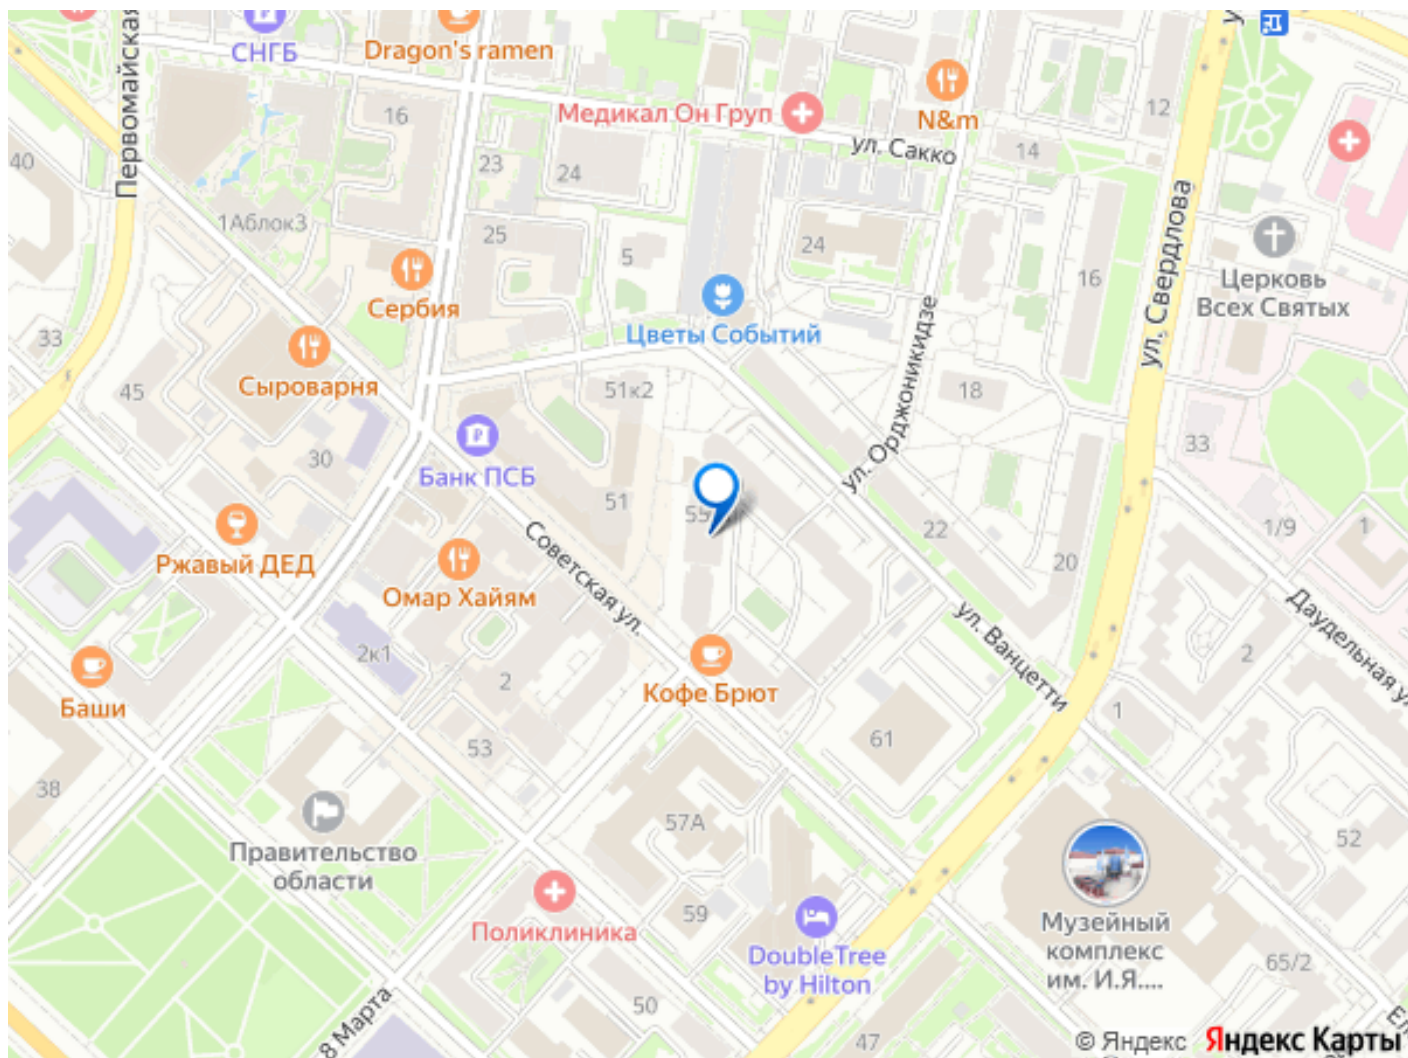 СНГБ
Dragon's ramen
Первомайская
16
Медикал Он Груп
N&m
12
ул. Сакко
14
40
23
24
1Аблок3
25
5
24
16
ул. Свердлова
Церковь
Всех Святых
Сербия
Цветы Событий
ул. Орджоникидзе
33
Сыроварня
45
51к2
18
33
30
Банк ПСБ
51
22
1/9
1
Ржавый ДЕД
Омар Хайям
Советская ул.
20
ул. Ванцетти
Даудельная ул
2к1
2
2
Баши
Кофе Брют
53
61
1
38
57А
52
Правительство
области
Поликлиника
59
DoubleTree
by Hilton
Музейный
комплекс
им. И.Я....
65/2
8 Марта
50
47
© Яндекс Яндекс Карты